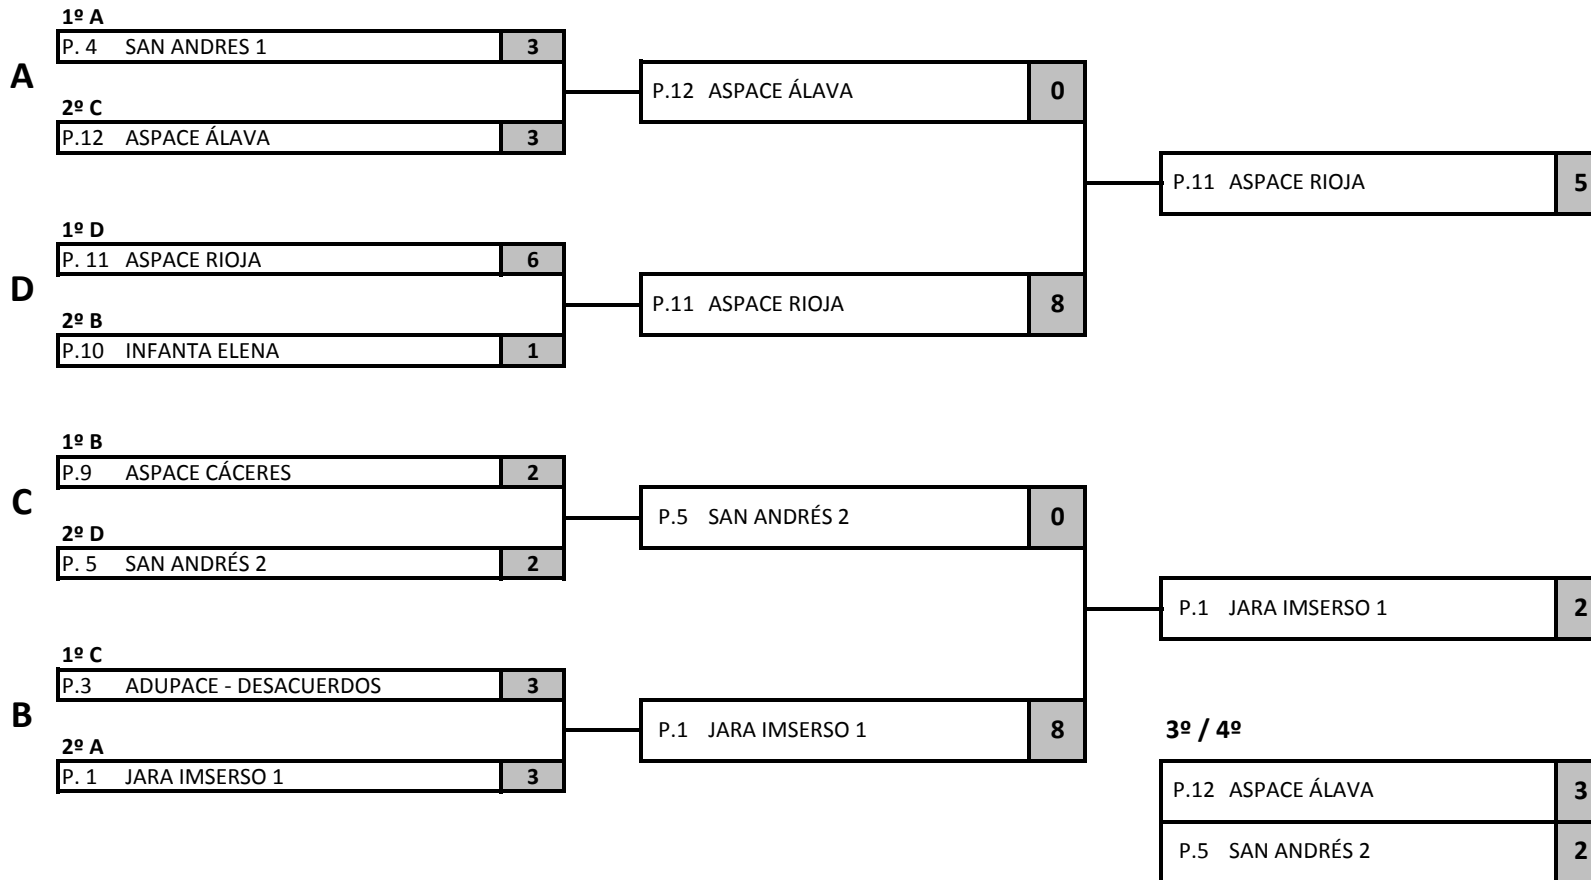 1º A
P. 4 SAN ANDRES 1 3
A
2º C
P.12 ASPACE ÁLAVA 3
P.12 ASPACE ÁLAVA 0
1º D
P. 11 ASPACE RIOJA 6
D
2º B
P.10 INFANTA ELENA 1
P.11 ASPACE RIOJA 8
P.11 ASPACE RIOJA 5
1º B
P.9 ASPACE CÁCERES 2
C
2º D
P. 5 SAN ANDRÉS 2 2
P.5 SAN ANDRÉS 2 0
1º C
P.3 ADUPACE - DESACUERDOS 3
B
2º A
P. 1 JARA IMSERSO 1 3
P.1 JARA IMSERSO 1 8
P.1 JARA IMSERSO 1 2
3º / 4º
P.12 ASPACE ÁLAVA 3
P.5 SAN ANDRÉS 2 2